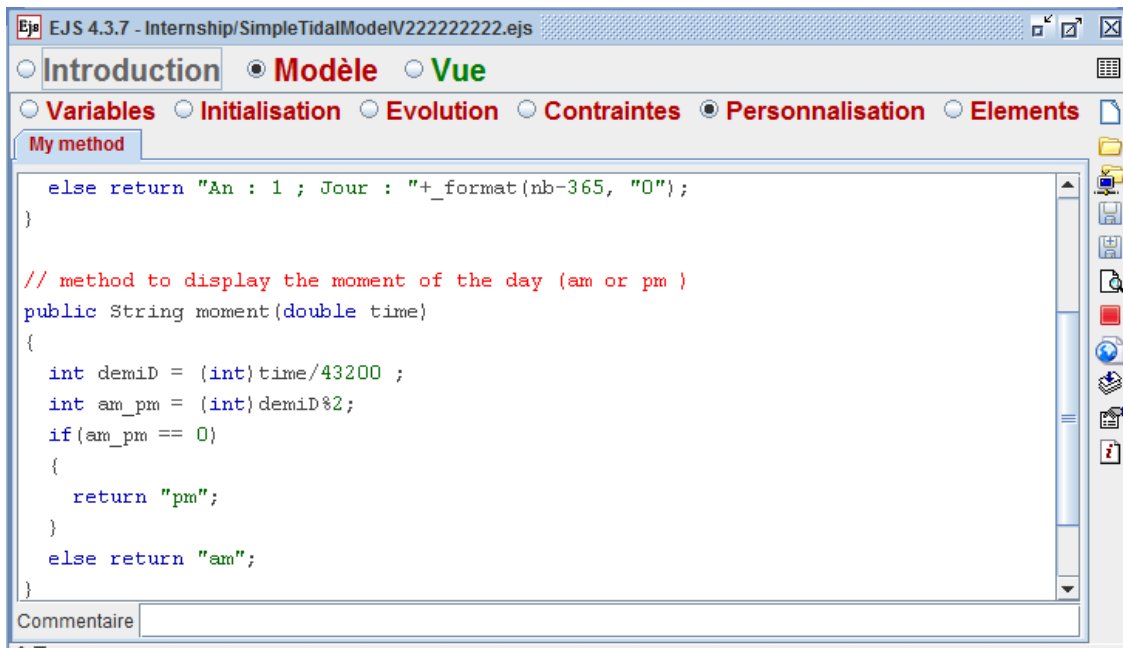 Ejs EJS 4.3.7 - Internship/SimpleTidalModelV222222222.ejs
Introduction Modèle Vue
Variables Initialisation Evolution Contraintes Personnalisation Elements
My method
else return "An : 1 ; Jour : "+_format(nb-365, "0");
}
// method to display the moment of the day (am or pm )
public String moment(double time)
{
int demiD = (int)time/43200 ;
int am_pm = (int)demiD%2;
if(am_pm == 0)
{
return "pm";
}
else return "am";
}
Commentaire